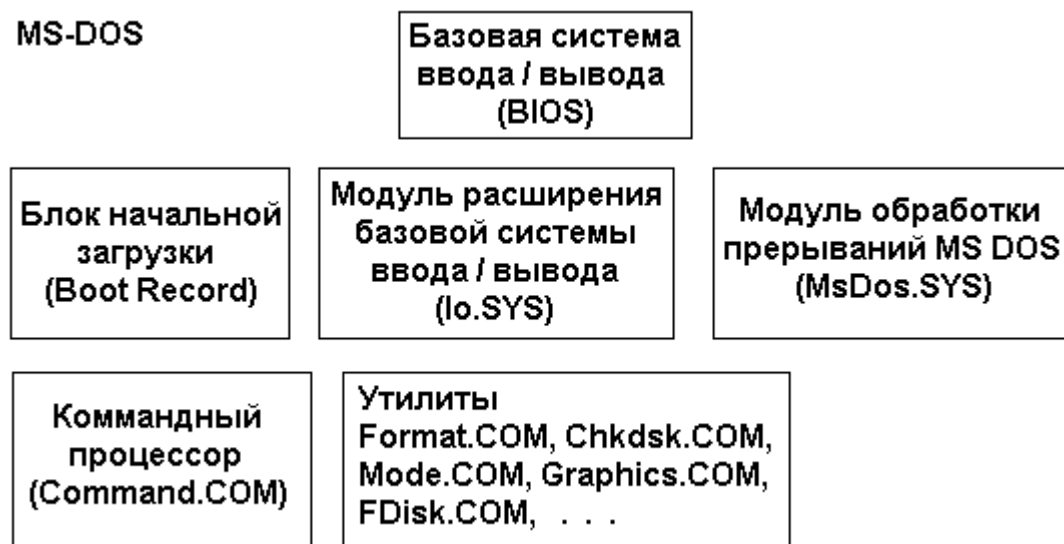 MS-DOS
Базовая система
ввода / вывода
(BIOS)
Блок начальной
загрузки
(Boot Record)
Модуль расширения
базовой системы
ввода / вывода
(Io.SYS)
Модуль обработки
прерываний MS DOS
(MsDos.SYS)
Коммандный
процессор
(Command.COM)
Утилиты
Format.COM, Chkdsk.COM,
Mode.COM, Graphics.COM,
FDisk.COM, . . .